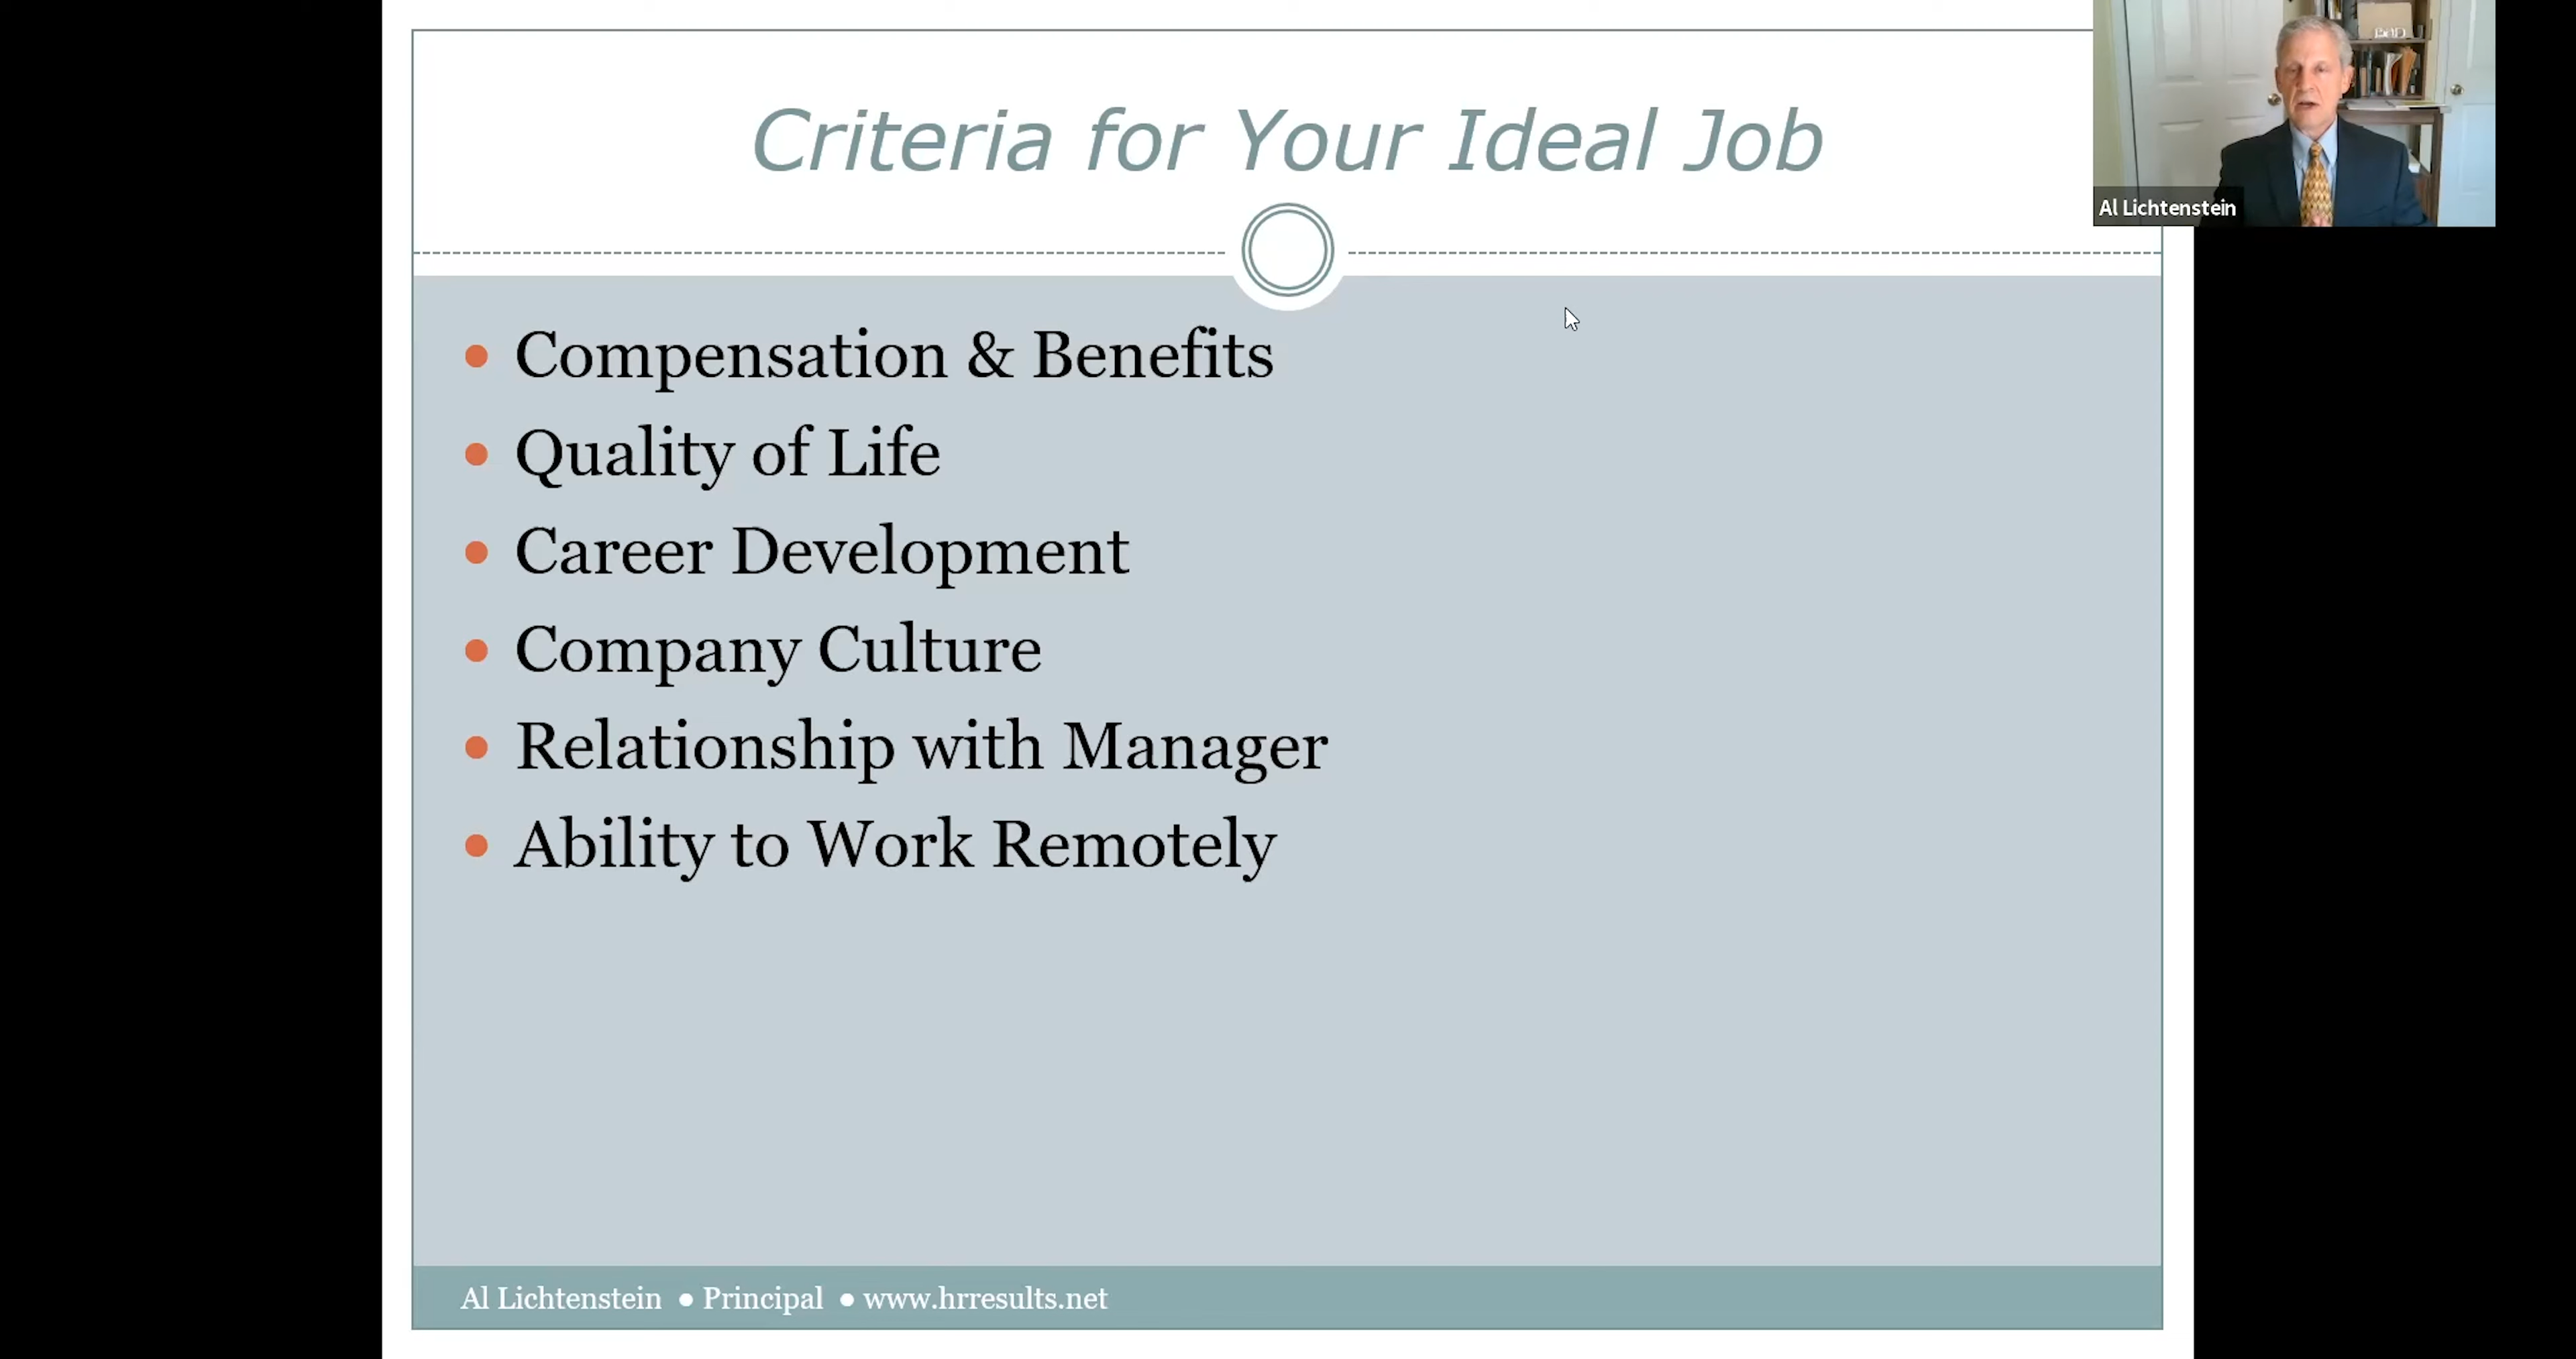 Criteria for Your Ideal Job
Al Lichtenstein
• Compensation & Benefits
• Quality of Life
• Career Development
• Company Culture
• Relationship with Manager
• Ability to Work Remotely
Al Lichtenstein ● Principal ● www.hrresults.net